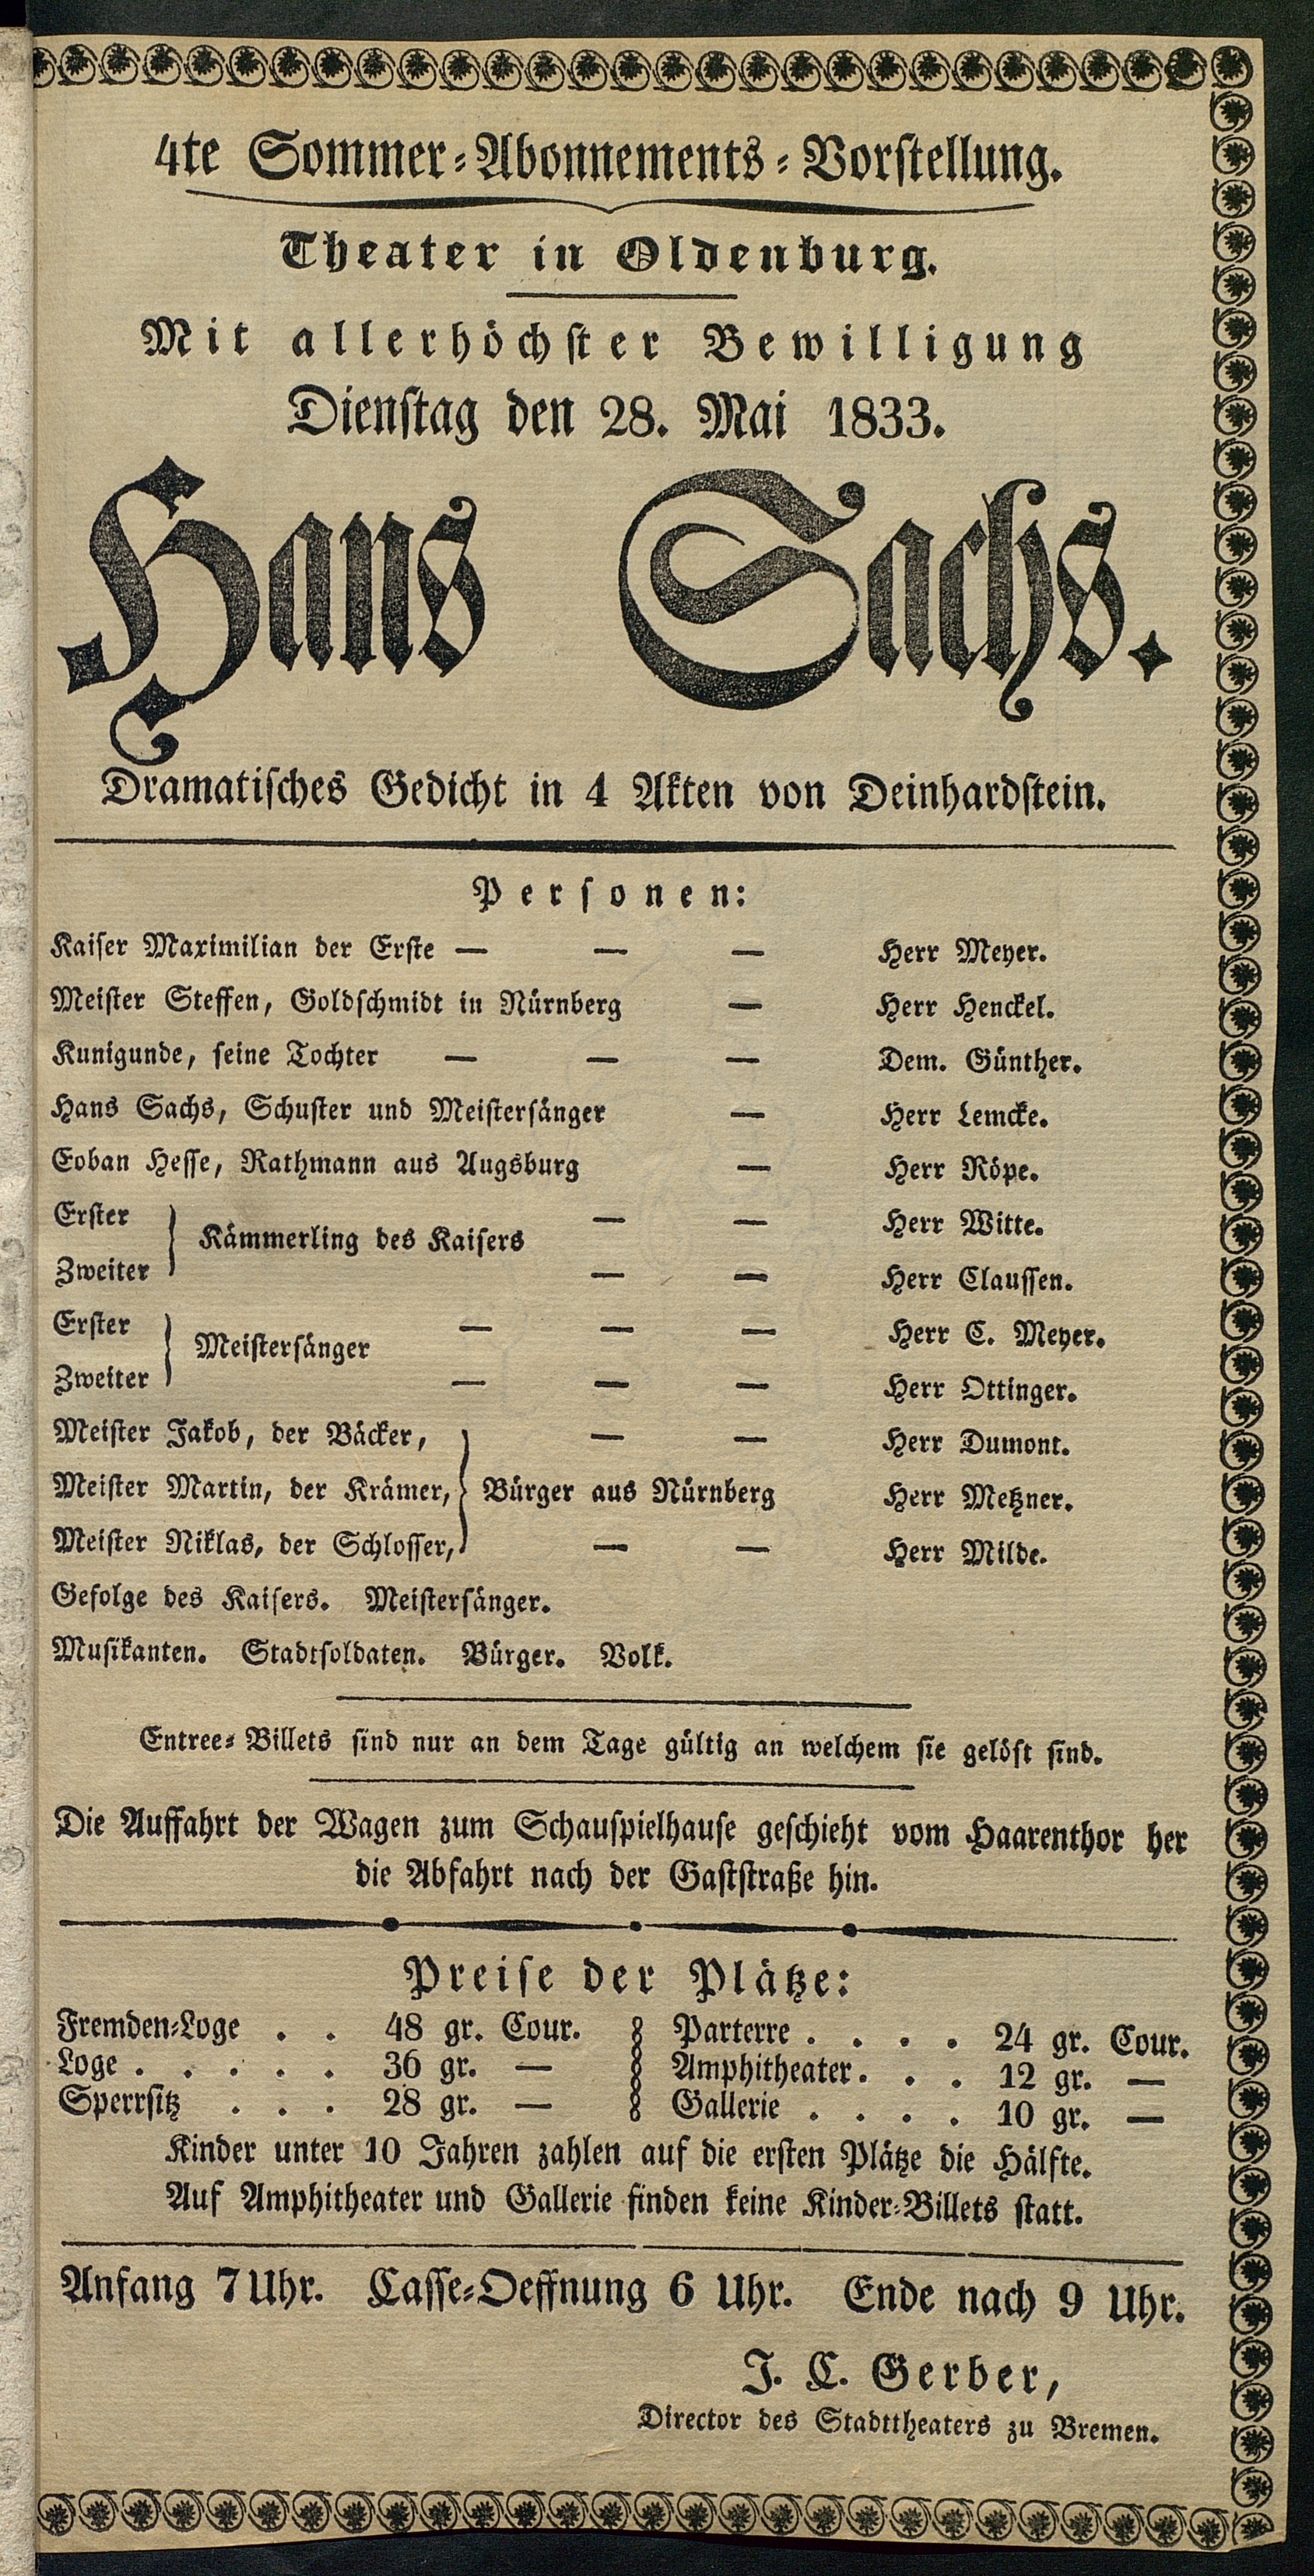 4te Sommer-Abonnements-Vorstellung.
Theater in Oldenburg.
Mit allerhöchster Bewilligung
Dienstag den 28. Mai 1833.
Hans Sachs.
Dramatisches Gedicht in 4 Akten von Deinhardstein.
Personen:
Kaiser Maximilian der Erste — — — Herr Meyer.
Meister Steffen, Goldschmidt in Nürnberg — Herr Henckel.
Kunigunde, seine Tochter — — — Dem. Günther.
Hans Sachs, Schuster und Meistersänger — Herr Lemcke.
Eoban Hesse, Rathmann aus Augsburg — Herr Röpe.
Erster — — Herr Witte.
Kämmerling des Kaisers
Zweiter — — Herr Claussen.
Erster — — — Herr C. Meyer.
Meistersänger
Zweiter — — — Herr Ottinger.
Meister Jakob, der Bäcker, — — Herr Dumont.
Meister Martin, der Krämer, Bürger aus Nürnberg Herr Metzner.
Meister Niklas, der Schlosser, — — Herr Milde.
Gefolge des Kaisers. Meistersänger.
Musikanten. Stadtsoldaten. Bürger. Volk.
Entree-Billets sind nur an dem Tage gültig an welchem sie gelöst sind.
Die Auffahrt der Wagen zum Schauspielhause geschieht vom Haarenthor her
die Abfahrt nach der Gaststraße hin.
Preise der Plätze:
Fremden-Loge . . 48 gr. Cour. Parterre . . . . 24 gr. Cour.
Loge . . . . . 36 gr. — Amphitheater . . . 12 gr. —
Sperrsitz . . . 28 gr. — Gallerie . . . . 10 gr. —
Kinder unter 10 Jahren zahlen auf die ersten Plätze die Hälfte.
Auf Amphitheater und Gallerie finden keine Kinder-Billets statt.
Anfang 7 Uhr. Casse-Oeffnung 6 Uhr. Ende nach 9 Uhr.
J. C. Gerber,
Director des Stadttheaters zu Bremen.